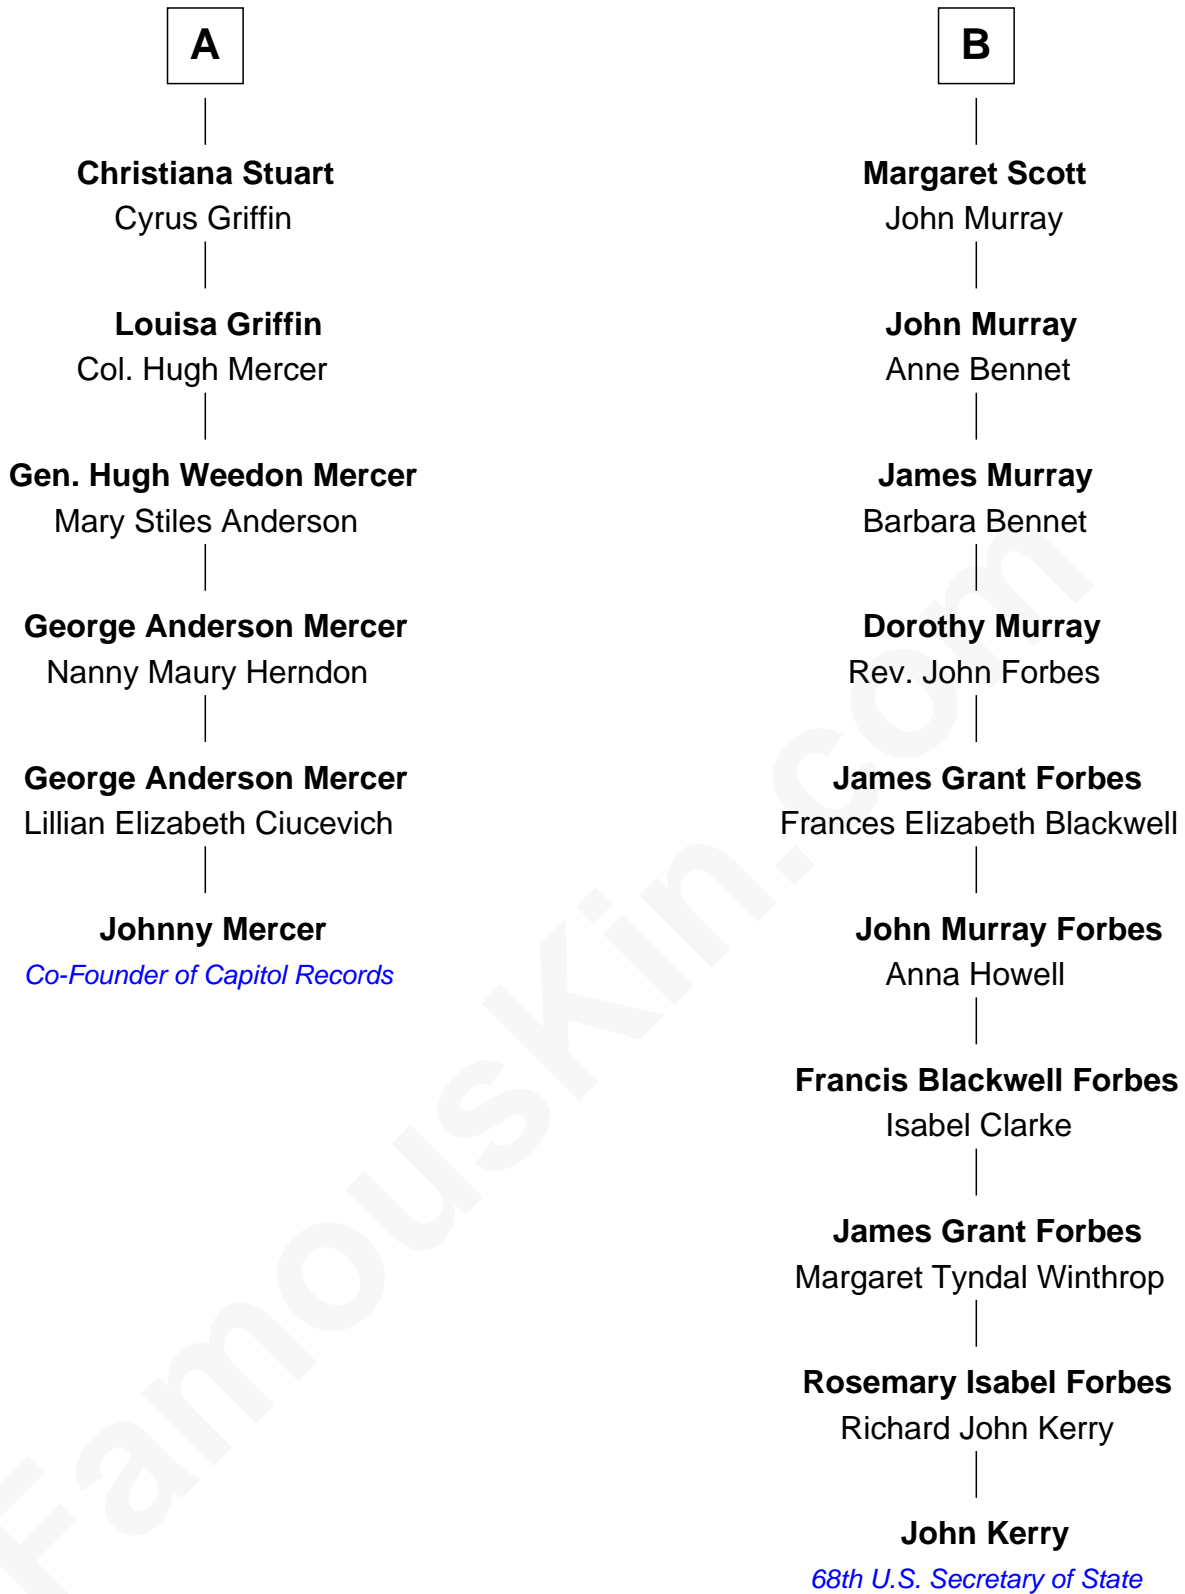 A
Christiana Stuart
Cyrus Griffin
Louisa Griffin
Col. Hugh Mercer
Gen. Hugh Weedon Mercer
Mary Stiles Anderson
George Anderson Mercer
Nanny Maury Herndon
George Anderson Mercer
Lillian Elizabeth Ciucevich
Johnny Mercer
Co-Founder of Capitol Records
B
Margaret Scott
John Murray
John Murray
Anne Bennet
James Murray
Barbara Bennet
Dorothy Murray
Rev. John Forbes
James Grant Forbes
Frances Elizabeth Blackwell
John Murray Forbes
Anna Howell
Francis Blackwell Forbes
Isabel Clarke
James Grant Forbes
Margaret Tyndal Winthrop
Rosemary Isabel Forbes
Richard John Kerry
John Kerry
68th U.S. Secretary of State
FamousKin.com